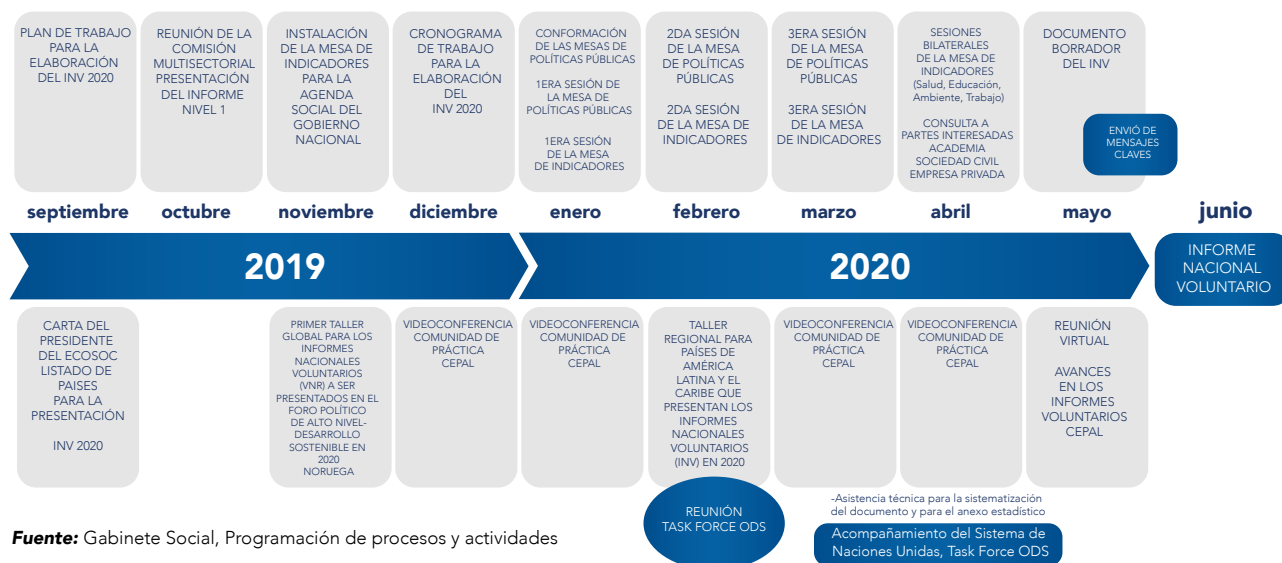 PLAN DE TRABAJO
PARA LA
ELABORACIÓN
DEL INV 2020
REUNIÓN DE LA
COMISIÓN
MULTISECTORIAL
PRESENTACIÓN
DEL INFORME
NIVEL 1
INSTALACIÓN
DE LA MESA DE
INDICADORES
PARA LA
AGENDA
SOCIAL DEL
GOBIERNO
NACIONAL
CRONOGRAMA
DE TRABAJO
PARA LA
ELABORACIÓN
DEL
INV 2020
CONFORMACIÓN
DE LAS MESAS DE
POLÍTICAS PÚBLICAS
1ERA SESIÓN DE
LA MESA DE
POLÍTICAS PÚBLICAS
1ERA SESIÓN
DE LA MESA
DE INDICADORES
2DA SESIÓN
DE LA MESA
DE POLÍTICAS
PÚBLICAS
2DA SESIÓN
DE LA MESA DE
INDICADORES
3ERA SESIÓN
DE LA MESA
DE POLÍTICAS
PÚBLICAS
3ERA SESIÓN
DE LA MESA
DE INDICADORES
SESIONES
BILATERALES
DE LA MESA DE
INDICADORES
(Salud, Educación,
Ambiente, Trabajo)
CONSULTA A
PARTES INTERESADAS
ACADEMIA
SOCIEDAD CIVIL
EMPRESA PRIVADA
DOCUMENTO
BORRADOR
DEL INV
ENVIÓ DE
MENSAJES
CLAVES
septiembre
octubre
noviembre
diciembre
enero
febrero
marzo
abril
mayo
junio
2019
2020
INFORME
NACIONAL
VOLUNTARIO
CARTA DEL
PRESIDENTE
DEL ECOSOC
LISTADO DE
PAISES
PARA LA
PRESENTACIÓN
INV 2020
PRIMER TALLER
GLOBAL PARA LOS
INFORMES
NACIONALES
VOLUNTARIOS
(VNR) A SER
PRESENTADOS EN EL
FORO POLÍTICO
DE ALTO NIVEL-
DESARROLLO
SOSTENIBLE EN
2020
NORUEGA
VIDEOCONFERENCIA
COMUNIDAD DE
PRÁCTICA
CEPAL
VIDEOCONFERENCIA
COMUNIDAD DE
PRÁCTICA
CEPAL
TALLER
REGIONAL PARA
PAÍSES DE
AMÉRICA
LATINA Y EL
CARIBE QUE
PRESENTAN LOS
INFORMES
NACIONALES
VOLUNTARIOS
(INV) EN 2020
VIDEOCONFERENCIA
COMUNIDAD DE
PRÁCTICA
CEPAL
VIDEOCONFERENCIA
COMUNIDAD DE
PRÁCTICA
CEPAL
REUNIÓN
VIRTUAL
AVANCES
EN LOS
INFORMES
VOLUNTARIOS
CEPAL
REUNIÓN
TASK FORCE ODS
-Asistencia técnica para la sistematización
del documento y para el anexo estadístico
Acompañamiento del Sistema de
Naciones Unidas, Task Force ODS
Fuente: Gabinete Social, Programación de procesos y actividades